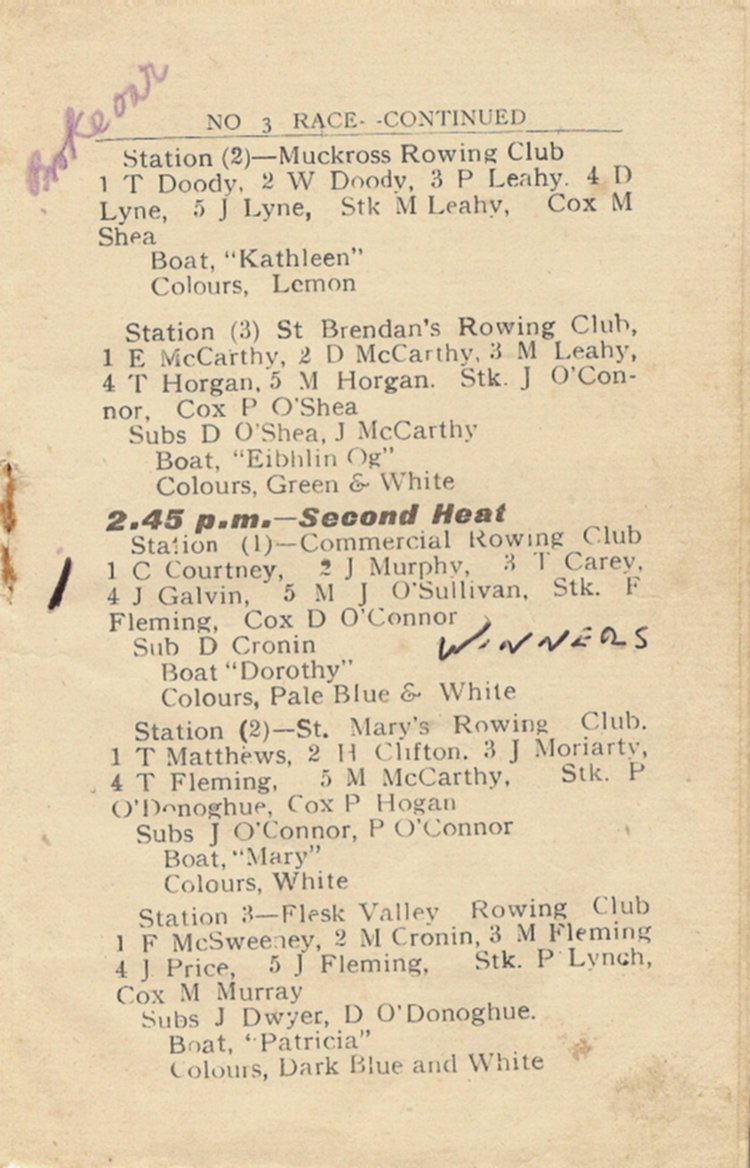 Broke oar
NO 3 RACE- -CONTINUED
Station (2)—Muckross Rowing Club
1 T Doody, 2 W Doody, 3 P Leahy. 4 D
Lyne, 5 J Lyne, Stk M Leahy, Cox M
Shea
Boat, “Kathleen”
Colours, Lemon
Station (3) St Brendan's Rowing Club,
1 E McCarthy, 2 D McCarthy, 3 M Leahy,
4 T Horgan, 5 M Horgan. Stk. J O'Con-
nor, Cox P O'Shea
Subs D O'Shea, J McCarthy
Boat, “Eibhlin Og”
Colours, Green & White
2.45 p.m.—Second Heat
Station (1)—Commercial Rowing Club
1 C Courtney, 2 J Murphy, 3 T Carey,
4 J Galvin, 5 M J O'Sullivan, Stk. F
Fleming, Cox D O'Connor
/
WINNERS
Sub D Cronin
Boat “Dorothy”
Colours, Pale Blue & White
Station (2)—St. Mary's Rowing Club.
1 T Matthews, 2 H Clifton. 3 J Moriarty,
4 T Fleming, 5 M McCarthy, Stk. P
O'Donoghue, Cox P Hogan
Subs J O'Connor, P O'Connor
Boat, “Mary”
Colours, White
Station 3—Flesk Valley Rowing Club
1 F McSweeney, 2 M Cronin, 3 M Fleming
4 J Price, 5 J Fleming, Stk. P Lynch,
Cox M Murray
Subs J Dwyer, D O'Donoghue.
Boat, “Patricia”
Colours, Dark Blue and White